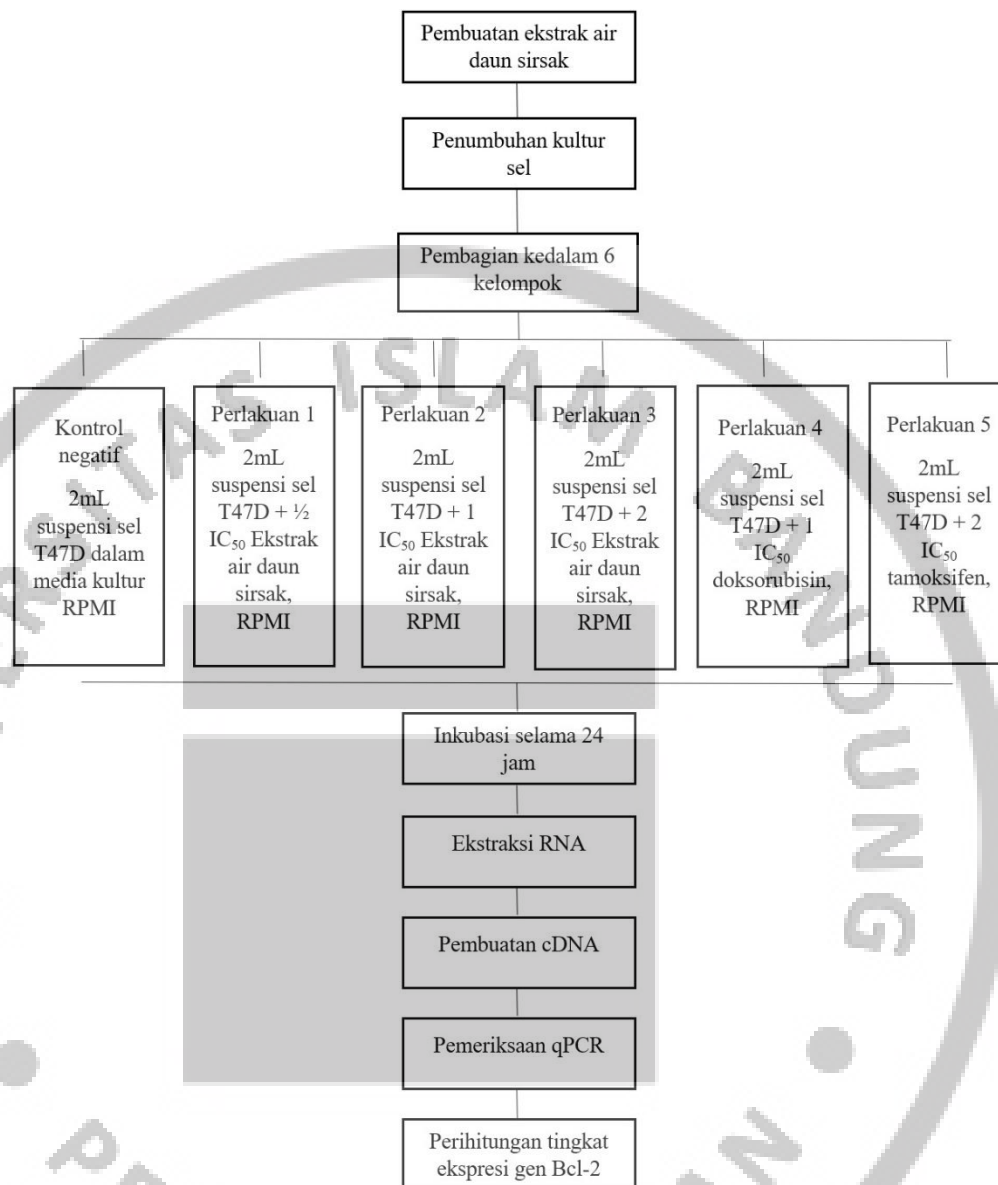 Pembuatan ekstrak air
daun sirsak
Penumbuhan kultur
sel
Pembagian kedalam 6
kelompok
Kontrol
negatif
2mL
suspensi sel
T47D dalam
media kultur
RPMI
Perlakuan 1
2mL
suspensi sel
T47D + ½
IC₅₀ Ekstrak
air daun
sirsak,
RPMI
Perlakuan 2
2mL
suspensi sel
T47D + 1
IC₅₀ Ekstrak
air daun
sirsak,
RPMI
Perlakuan 3
2mL
suspensi sel
T47D + 2
IC₅₀ Ekstrak
air daun
sirsak,
RPMI
Perlakuan 4
2mL
suspensi sel
T47D + 1
IC₅₀
doksorubisin,
RPMI
Perlakuan 5
2mL
suspensi sel
T47D + 2
IC₅₀
tamoksifen,
RPMI
Inkubasi selama 24
jam
Ekstraksi RNA
Pembuatan cDNA
Pemeriksaan qPCR
Perihitungan tingkat
ekspresi gen Bcl-2
ISLAM BANDUNG